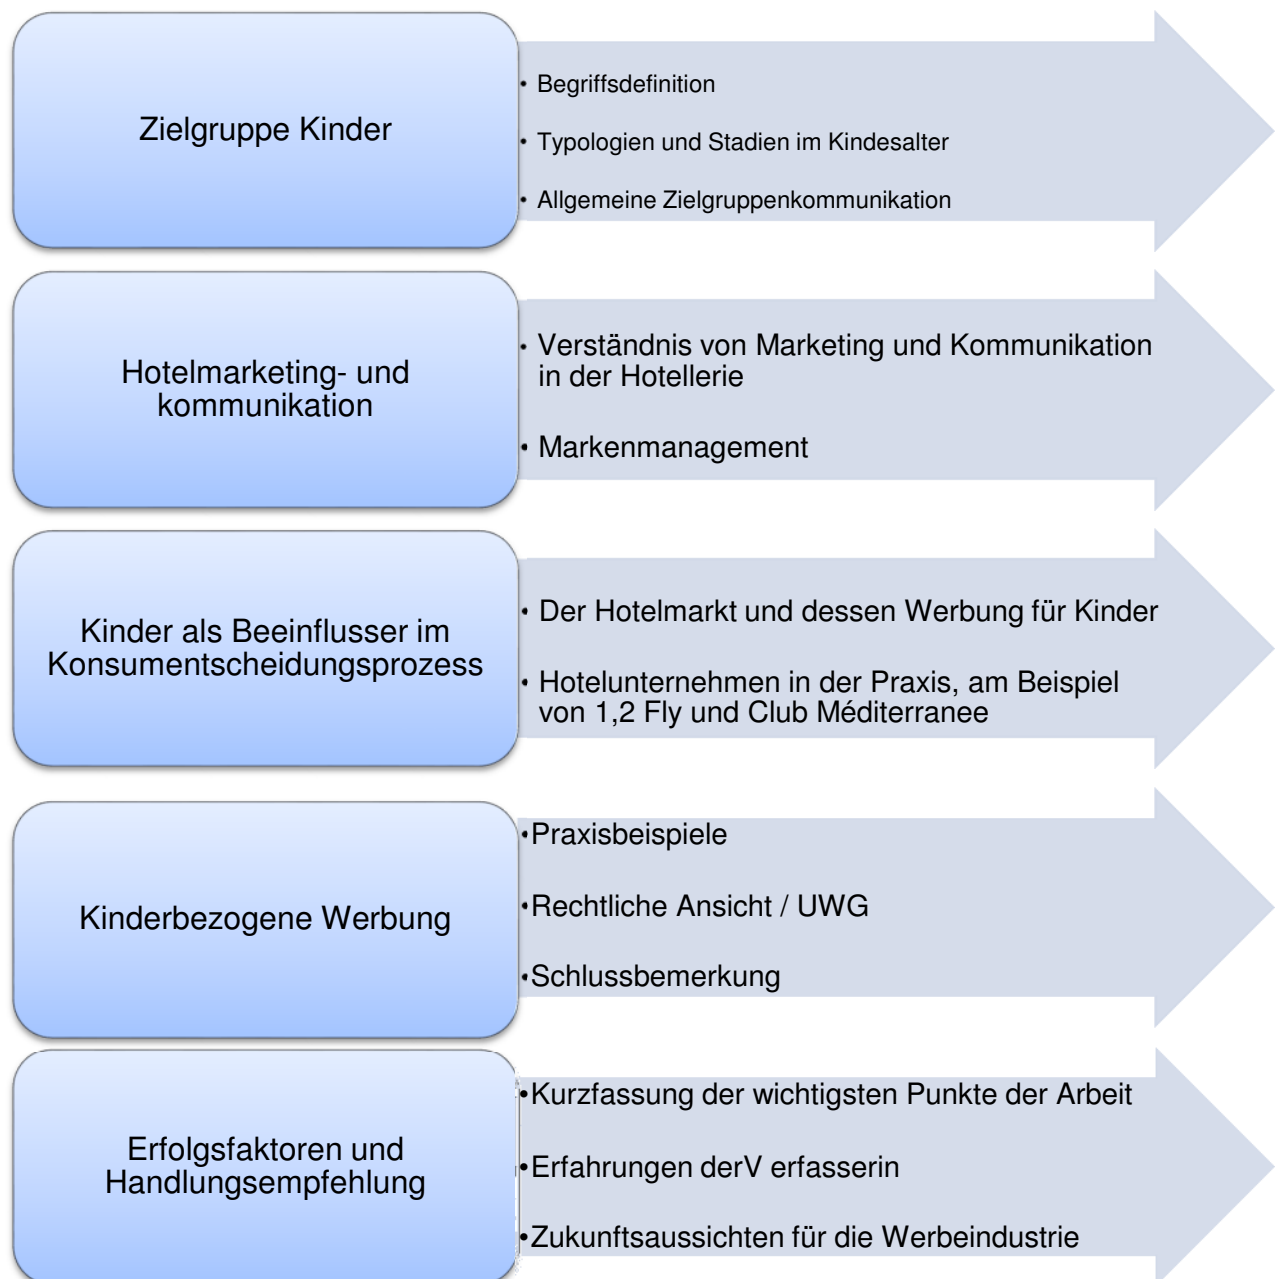 Zielgruppe Kinder
• Begriffsdefinition
• Typologien und Stadien im Kindesalter
• Allgemeine Zielgruppenkommunikation
Hotelmarketing- und
kommunikation
• Verständnis von Marketing und Kommunikation
in der Hotellerie
• Markenmanagement
Kinder als Beeinflusser im
Konsumentscheidungsprozess
• Der Hotelmarkt und dessen Werbung für Kinder
• Hotelunternehmen in der Praxis, am Beispiel
von 1,2 Fly und Club Méditerranee
Kinderbezogene Werbung
•Praxisbeispiele
•Rechtliche Ansicht / UWG
•Schlussbemerkung
Erfolgsfaktoren und
Handlungsempfehlung
•Kurzfassung der wichtigsten Punkte der Arbeit
•Erfahrungen derV erfasserin
•Zukunftsaussichten für die Werbeindustrie